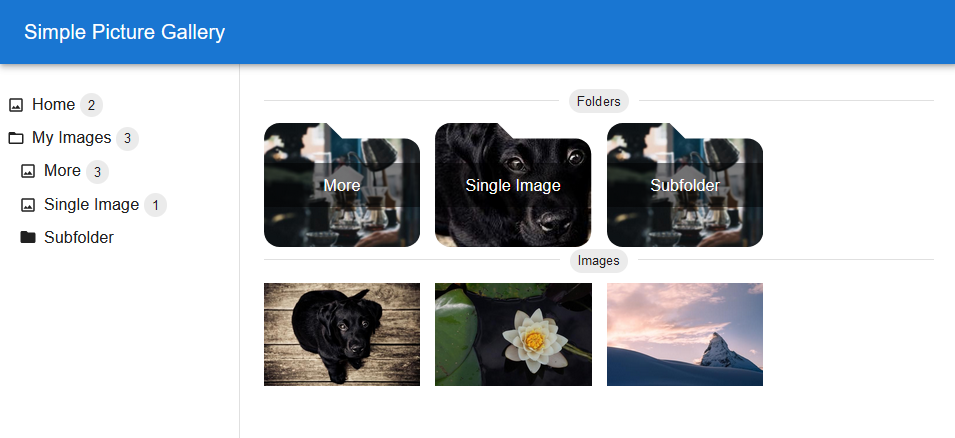 Simple Picture Gallery
Home 2
My Images 3
More 3
Single Image 1
Subfolder
Folders
More
Single Image
Subfolder
Images